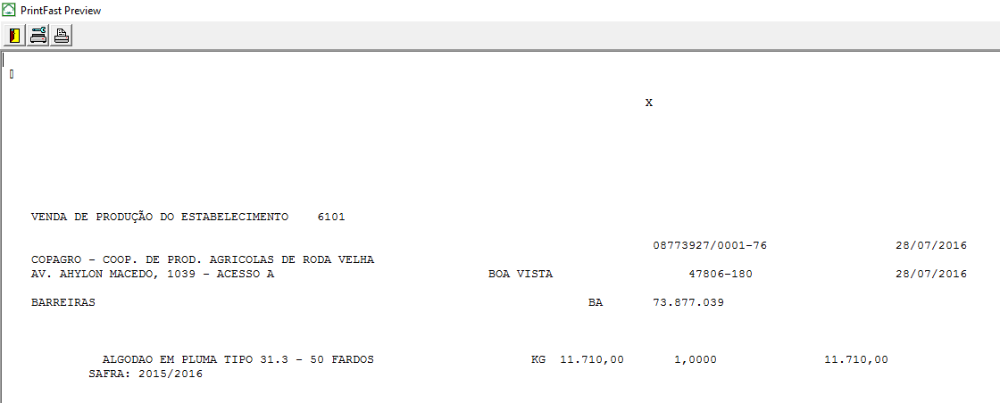 PrintFast Preview
X
VENDA DE PRODUÇÃO DO ESTABELECIMENTO 6101
08773927/0001-76 28/07/2016
COPAGRO - COOP. DE PROD. AGRICOLAS DE RODA VELHA
AV. AHYLON MACEDO, 1039 - ACESSO A BOA VISTA 47806-180 28/07/2016
BARREIRAS BA 73.877.039
ALGODAO EM PLUMA TIPO 31.3 - 50 FARDOS KG 11.710,00 1,0000 11.710,00
SAFRA: 2015/2016